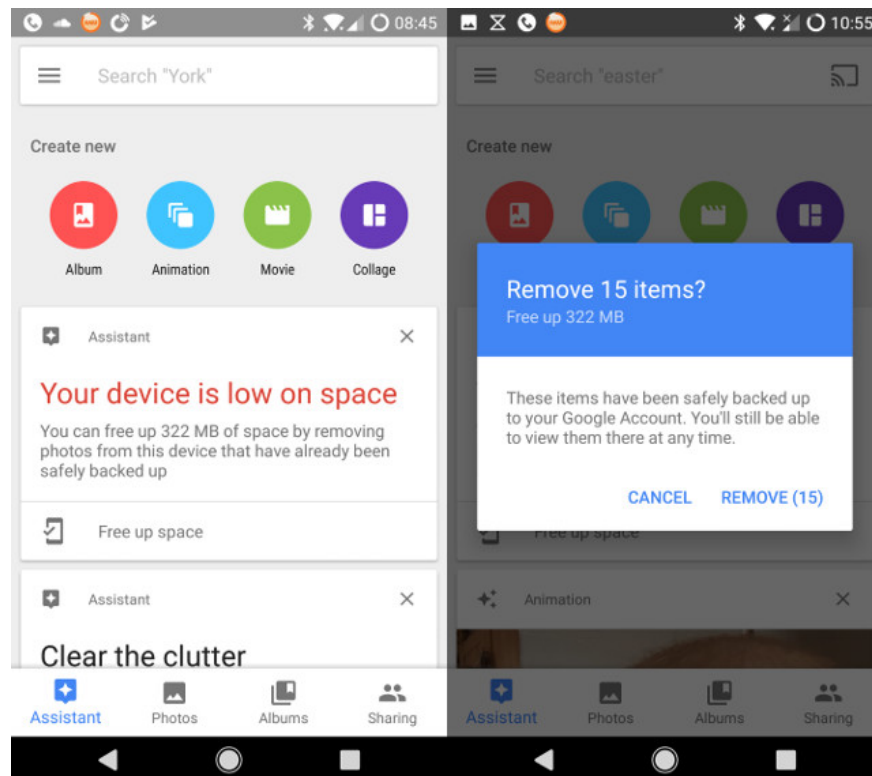 08:45
Search "York"
Create new
Album Animation Movie Collage
Assistant
Your device is low on space
You can free up 322 MB of space by removing
photos from this device that have already been
safely backed up
Free up space
Assistant
Clear the clutter
Assistant Photos Albums Sharing
10:55
Search "easter"
Create new
Remove 15 items?
Free up 322 MB
These items have been safely backed up
to your Google Account. You'll still be able
to view them there at any time.
CANCEL REMOVE (15)
Free up space
Animation
Assistant Photos Albums Sharing